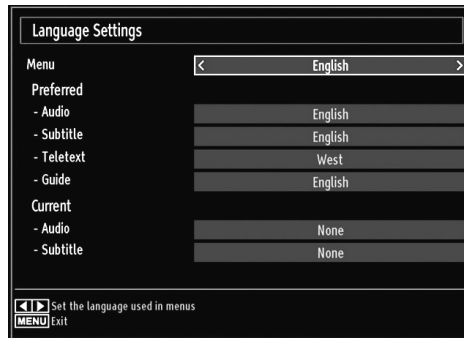 Language Settings
Menu < English >
Preferred
- Audio English
- Subtitle English
- Teletext West
- Guide English
Current
- Audio None
- Subtitle None
◀ ▶ Set the language used in menus
MENU Exit